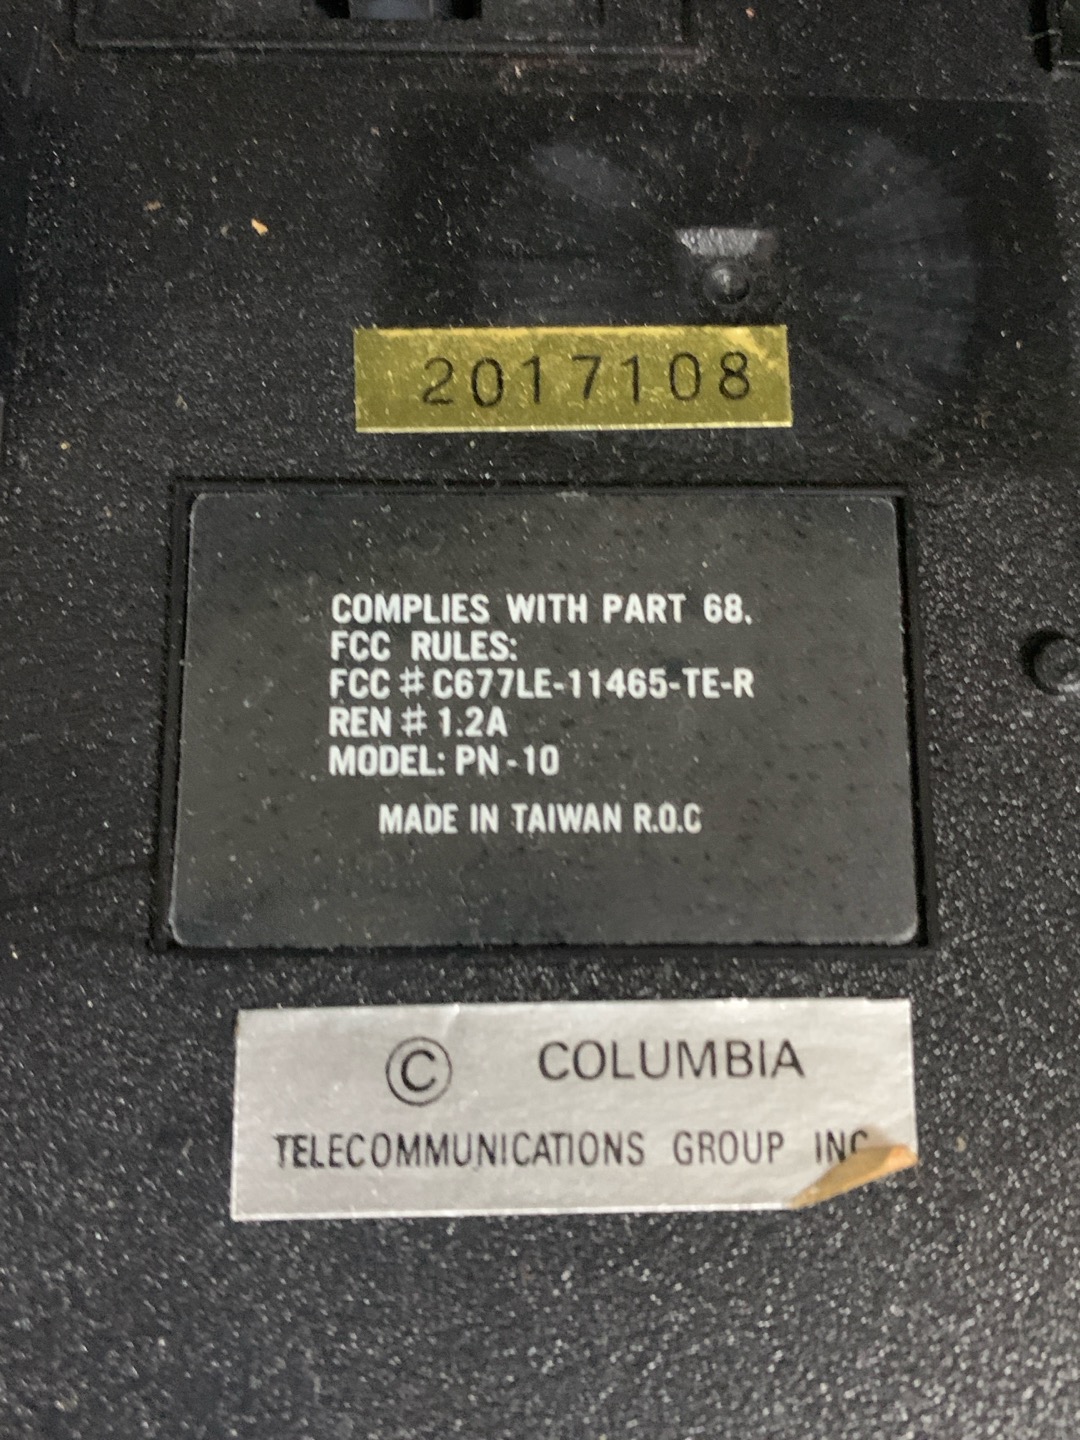 2017108
COMPLIES WITH PART 68.
FCC RULES:
FCC # C677LE-11465-TE-R
REN # 1.2A
MODEL: PN-10
MADE IN TAIWAN R.O.C
© COLUMBIA
TELECOMMUNICATIONS GROUP INC